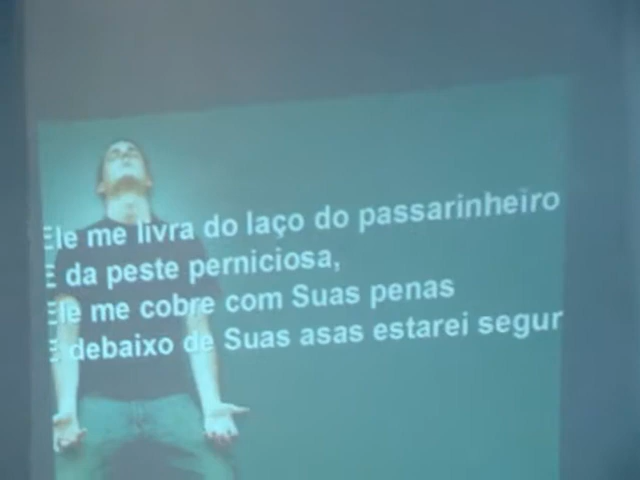 Ele me livra do laço do passarinheiro
E da peste perniciosa,
Ele me cobre com Suas penas
E debaixo de Suas asas estarei segur